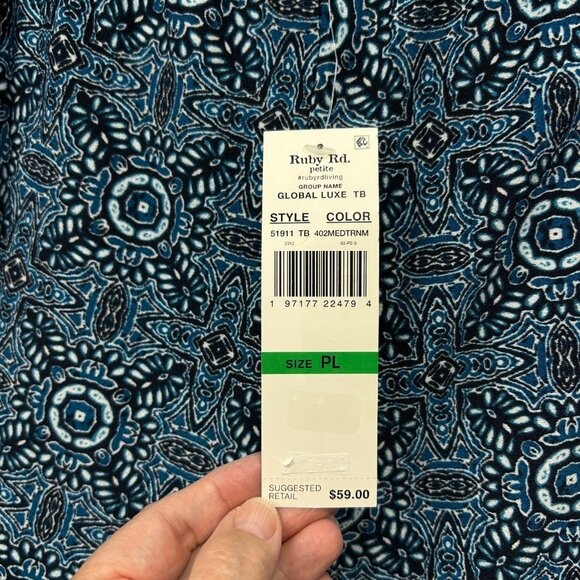 Ruby Rd.
petite
#rubyrdliving
GROUP NAME
GLOBAL LUXE TB
STYLE COLOR
51911 TB 402MEDTRNM
1 97177 22479 4
SIZE PL
SUGGESTED
RETAIL $59.00